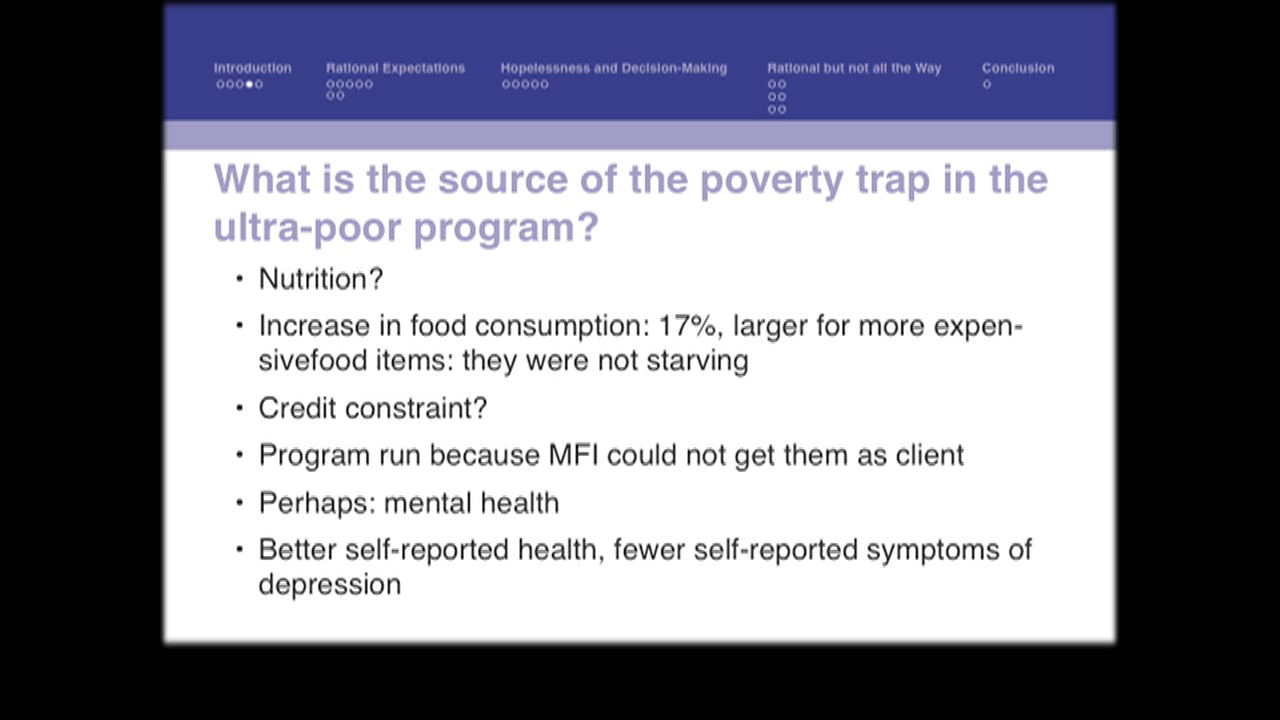 Introduction Rational Expectations Hopelessness and Decision-Making Rational but not all the Way Conclusion
What is the source of the poverty trap in the
ultra-poor program?
• Nutrition?
• Increase in food consumption: 17%, larger for more expen-
sivefood items: they were not starving
• Credit constraint?
• Program run because MFI could not get them as client
• Perhaps: mental health
• Better self-reported health, fewer self-reported symptoms of
depression